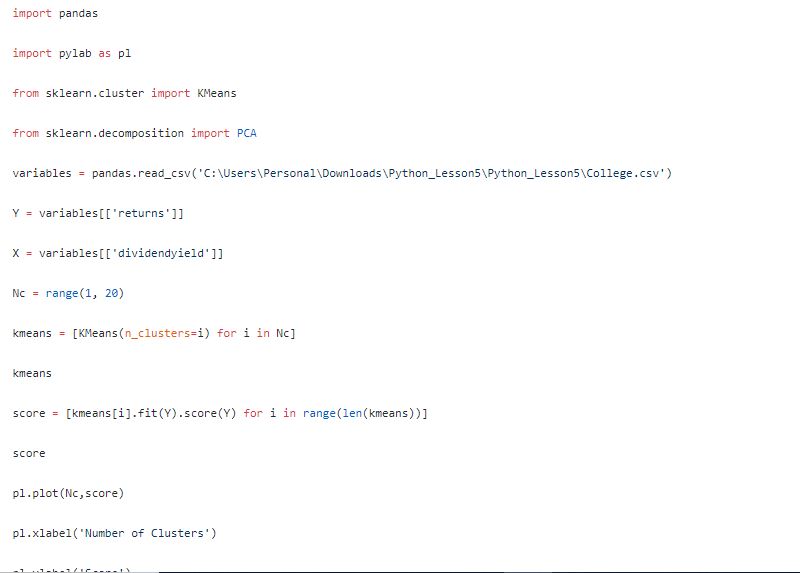 import pandas
import pylab as pl
from sklearn.cluster import KMeans
from sklearn.decomposition import PCA
variables = pandas.read_csv('C:\Users\Personal\Downloads\Python_Lesson5\Python_Lesson5\College.csv')
Y = variables[['returns']]
X = variables[['dividendyield']]
Nc = range(1, 20)
kmeans = [KMeans(n_clusters=i) for i in Nc]
kmeans
score = [kmeans[i].fit(Y).score(Y) for i in range(len(kmeans))]
score
pl.plot(Nc,score)
pl.xlabel('Number of Clusters')
pl.ylabel('Score')